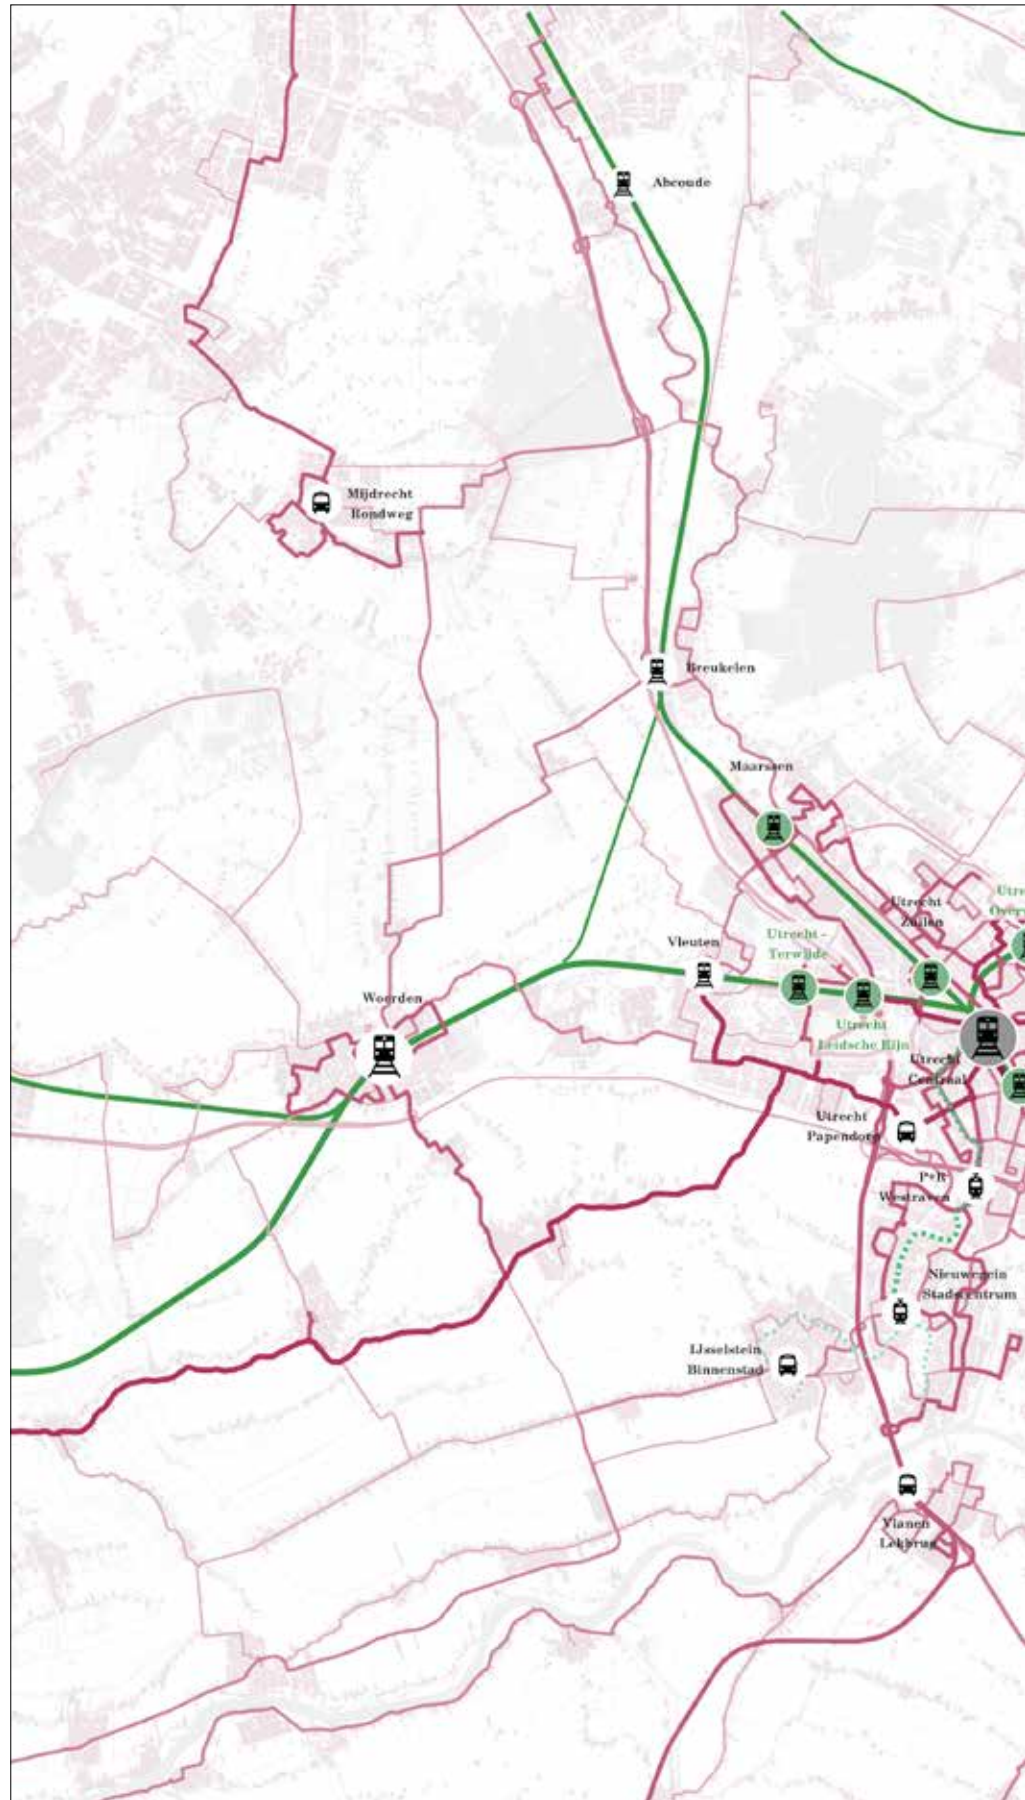 Abcoude
Mijdrecht
Rondweg
Breukelen
Maarssen
Utrecht -
Zuilen
Vleuten
Utrecht -
Terwijde
Woerden
Utrecht
Leidsche Rijn
Utrecht
Centraal
Utrecht
Papendorp
P+R
Westraven
Nieuwegein
Stadscentrum
IJsselstein
Binnenstad
Vianen
Lekbrug